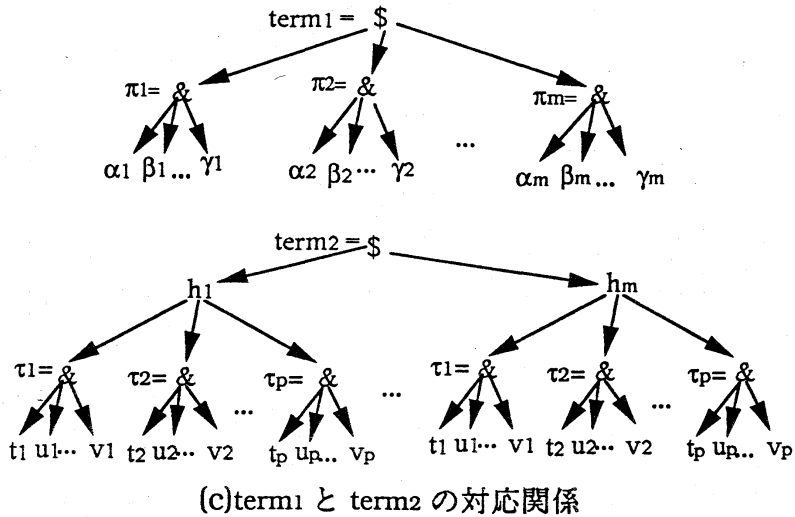 term1 = $
π1= & π2= & πm= &
α1 β1 ... γ1 α2 β2 ... γ2 ... αm βm ... γm
term2 = $
h1 hm
τ1= & τ2= & τp= & τ1= & τ2= & τp= &
t1 u1... v1 t2 u2... v2 ... tp up... vp ... t1 u1... v1 t2 u2... v2 ... tp up... vp
(c)term1 と term2 の対応関係